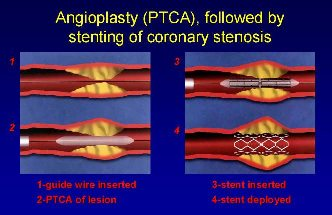 Angioplasty (PTCA), followed by
stenting of coronary stenosis
1
3
2
4
1-guide wire inserted
3-stent inserted
2-PTCA of lesion
4-stent deployed